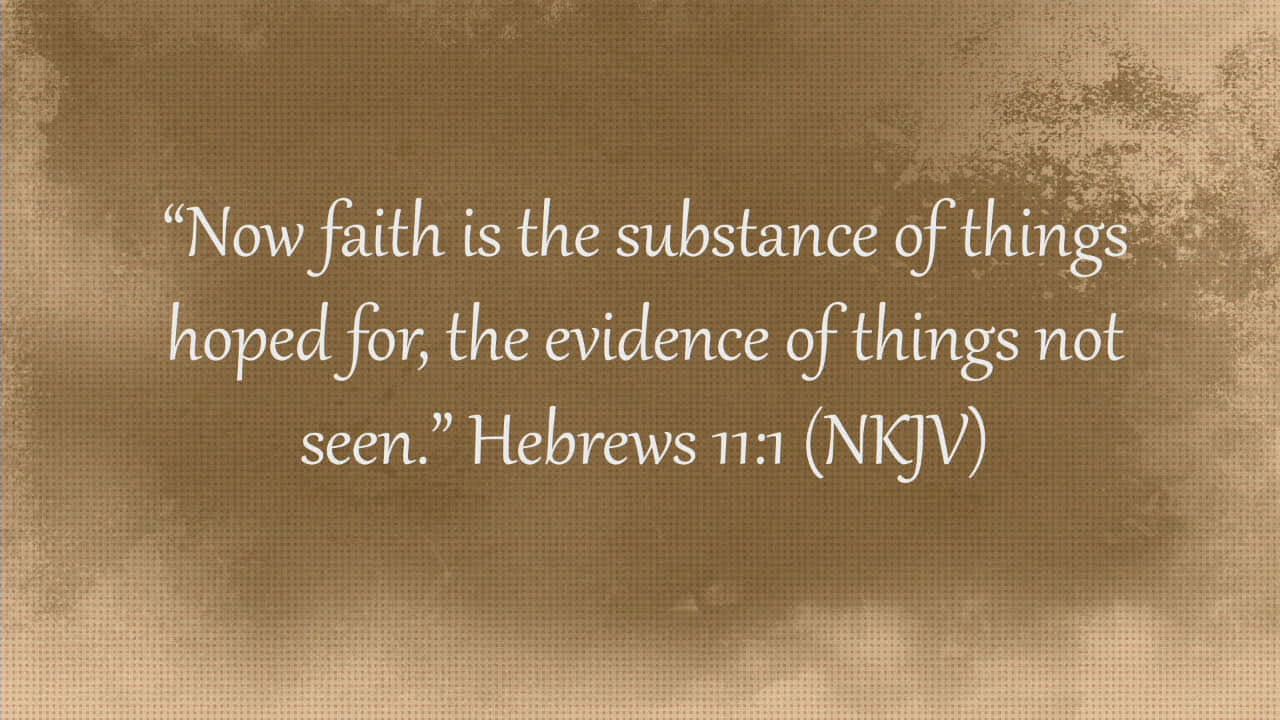 “Now faith is the substance of things
hoped for, the evidence of things not
seen.” Hebrews 11:1 (NKJV)